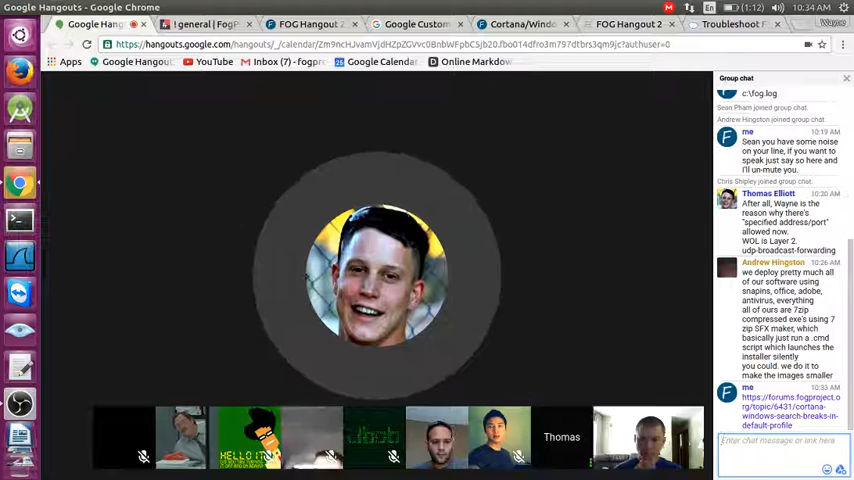 Google Hangouts - Google Chrome
En
(1:12)
10:34 AM
Google Hang
! general | FogP
FOG Hangout 2
Google Custom
Cortana/Windo
FOG Hangout 2
Troubleshoot F
Wayne
https://hangouts.google.com/hangouts/_/calendar/
?authuser=0
Apps
Google Hangout
YouTube
Inbox (7) - fogpr
Google Calendar
Online Markdow
Group chat
c:\fog.log
Sean Pham joined group chat.
Andrew Hingston joined group chat.
me
10:19 AM
Sean you have some noise
on your line, if you want to
speak just say so here and
I'll un-mute you.
Chris Shipley joined group chat.
Thomas Elliott
10:20 AM
After all, Wayne is the
reason why there's
"specified address/port"
allowed now.
WOL is Layer 2.
udp-broadcast-forwarding
Andrew Hingston
10:26 AM
we deploy pretty much all
of our software using
snapins, office, adobe,
antivirus, everything
all of ours are 7zip
compressed exe's using 7
zip SFX maker, which
basically just run a .cmd
script which launches the
installer silently
you could. we do it to
make the images smaller
me
10:33 AM
https://forums.fogproject.o
rg/topic/6431/cortana-
windows-search-breaks-in-
default-profile
Enter chat message or link here
HELLO IT
Thomas